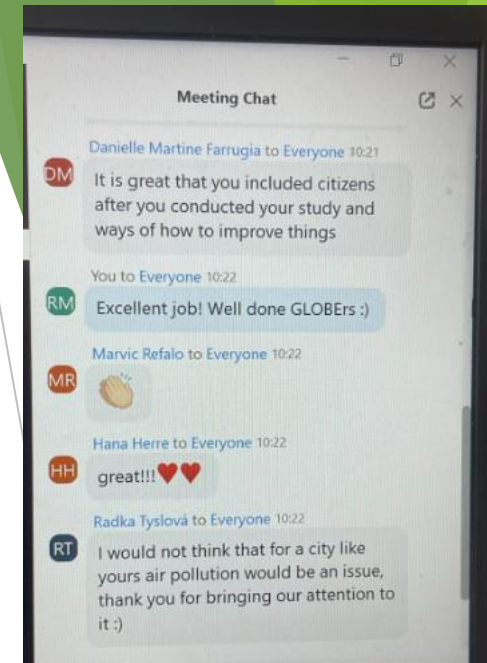 Meeting Chat
Danielle Martine Farrugia to Everyone 10:21
DM
It is great that you included citizens
after you conducted your study and
ways of how to improve things
You to Everyone 10:22
RM
Excellent job! Well done GLOBErs :)
Marvic Refalo to Everyone 10:22
MR
Hana Herre to Everyone 10:22
HH
great!!!♥♥
Radka Tyslová to Everyone 10:22
RT
I would not think that for a city like
yours air pollution would be an issue,
thank you for bringing our attention to
it :)